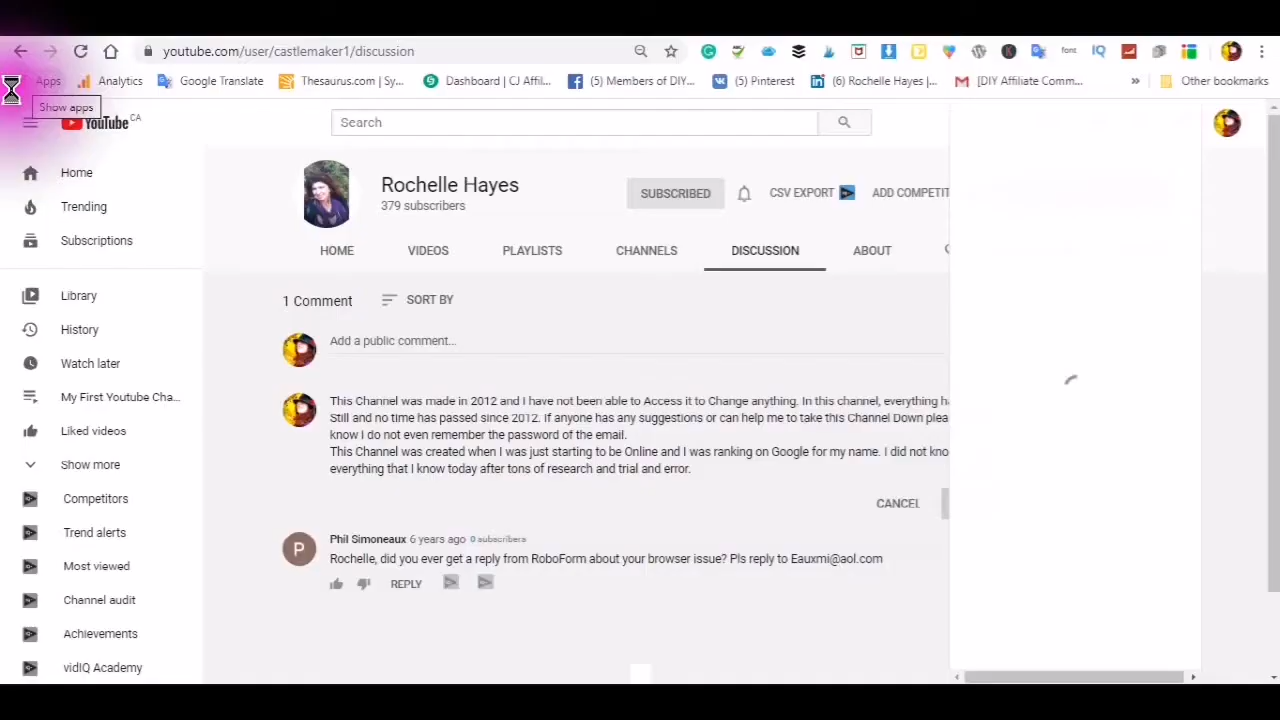 youtube.com/user/castlemaker1/discussion
font
IQ
Apps
Analytics
Google Translate
Thesaurus.com | Sy...
Dashboard | CJ Affil...
(5) Members of DIY...
(5) Pinterest
(6) Rochelle Hayes |...
[DIY Affiliate Comm...
»
Other bookmarks
Show apps
YouTube CA
Search
Home
Trending
Subscriptions
Library
History
Watch later
My First Youtube Cha...
Liked videos
Show more
Competitors
Trend alerts
Most viewed
Channel audit
Achievements
vidIQ Academy
Rochelle Hayes
379 subscribers
SUBSCRIBED
CSV EXPORT
ADD COMPETIT
HOME
VIDEOS
PLAYLISTS
CHANNELS
DISCUSSION
ABOUT
1 Comment
SORT BY
Add a public comment...
This Channel was made in 2012 and I have not been able to Access it to Change anything. In this channel, everything ha
Still and no time has passed since 2012. If anyone has any suggestions or can help me to take this Channel Down plea
know I do not even remember the password of the email.
This Channel was created when I was just starting to be Online and I was ranking on Google for my name. I did not kno
everything that I know today after tons of research and trial and error.
CANCEL
P
Phil Simoneaux 6 years ago 0 subscribers
Rochelle, did you ever get a reply from RoboForm about your browser issue? Pls reply to Eauxmi@aol.com
REPLY